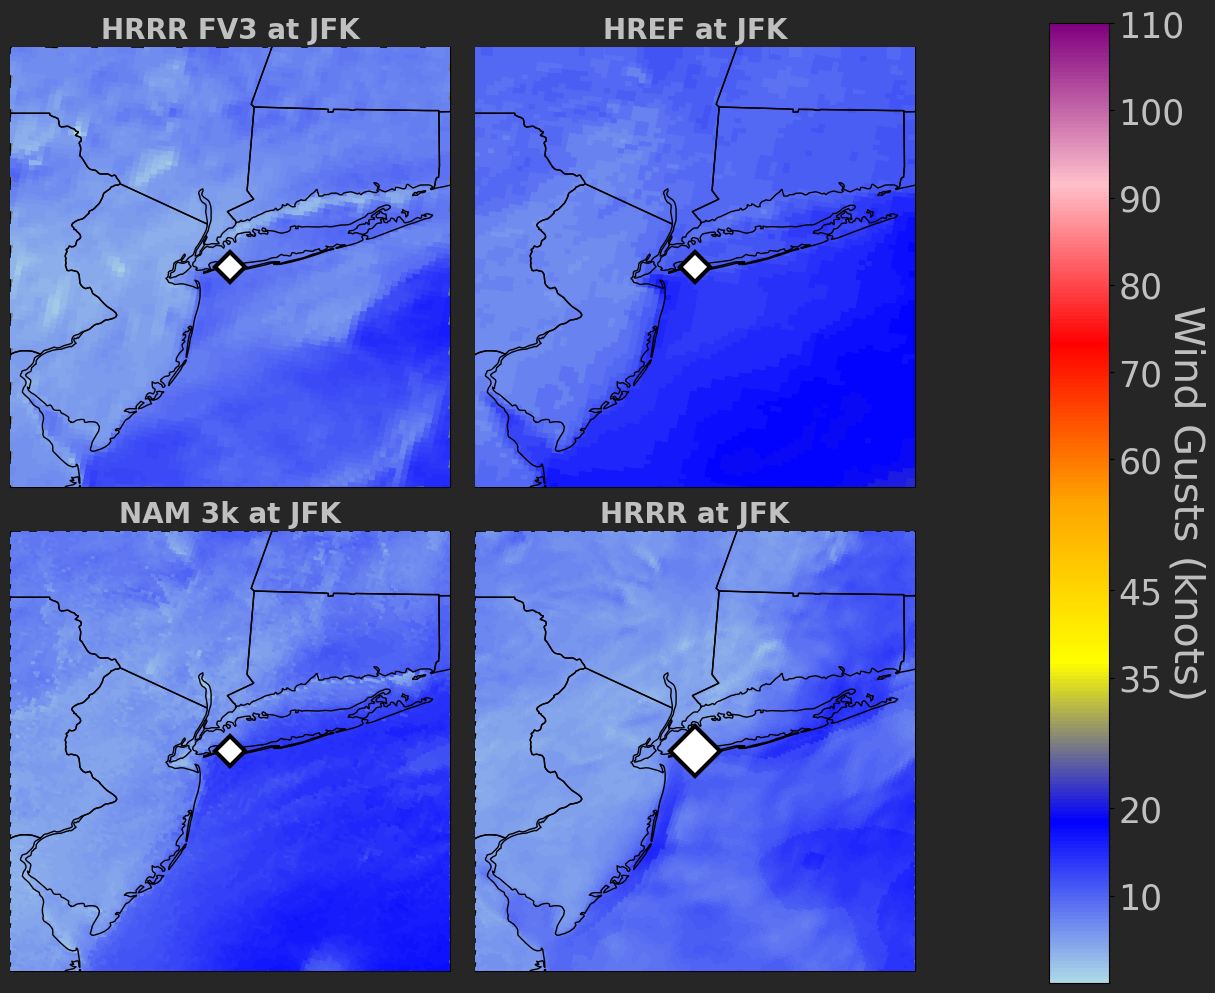 HRRR FV3 at JFK
HREF at JFK
NAM 3k at JFK
HRRR at JFK
110
100
90
80
70
60
45
35
20
10
Wind Gusts (knots)